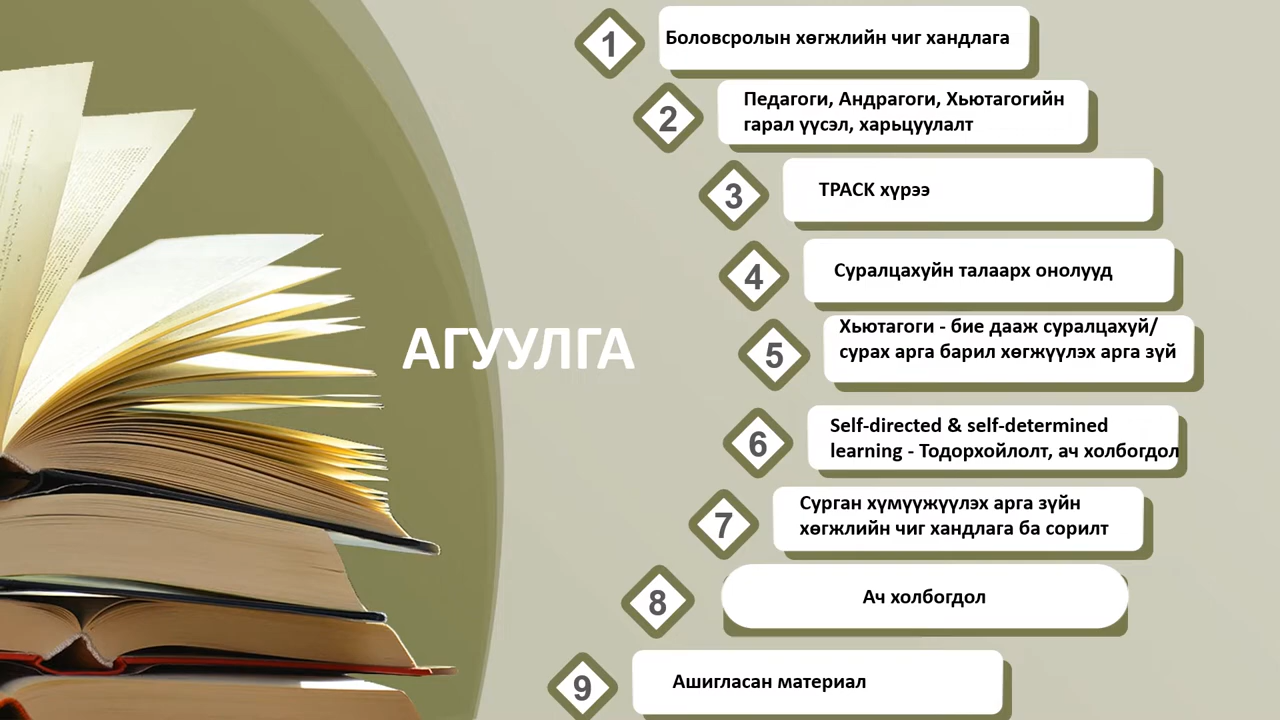 АГУУЛГА
1
Боловсролын хөгжлийн чиг хандлага
2
Педагоги, Андрагоги, Хьютагогийн
гарал үүсэл, харьцуулалт
3
TPACK хүрээ
4
Суралцахуйн талаарх онолууд
5
Хьютагоги - бие дааж суралцахуй/
сурах арга барил хөгжүүлэх арга зүй
6
Self-directed & self-determined
learning - Тодорхойлолт, ач холбогдол
7
Сурган хүмүүжүүлэх арга зүйн
хөгжлийн чиг хандлага ба сорилт
8
Ач холбогдол
9
Ашигласан материал